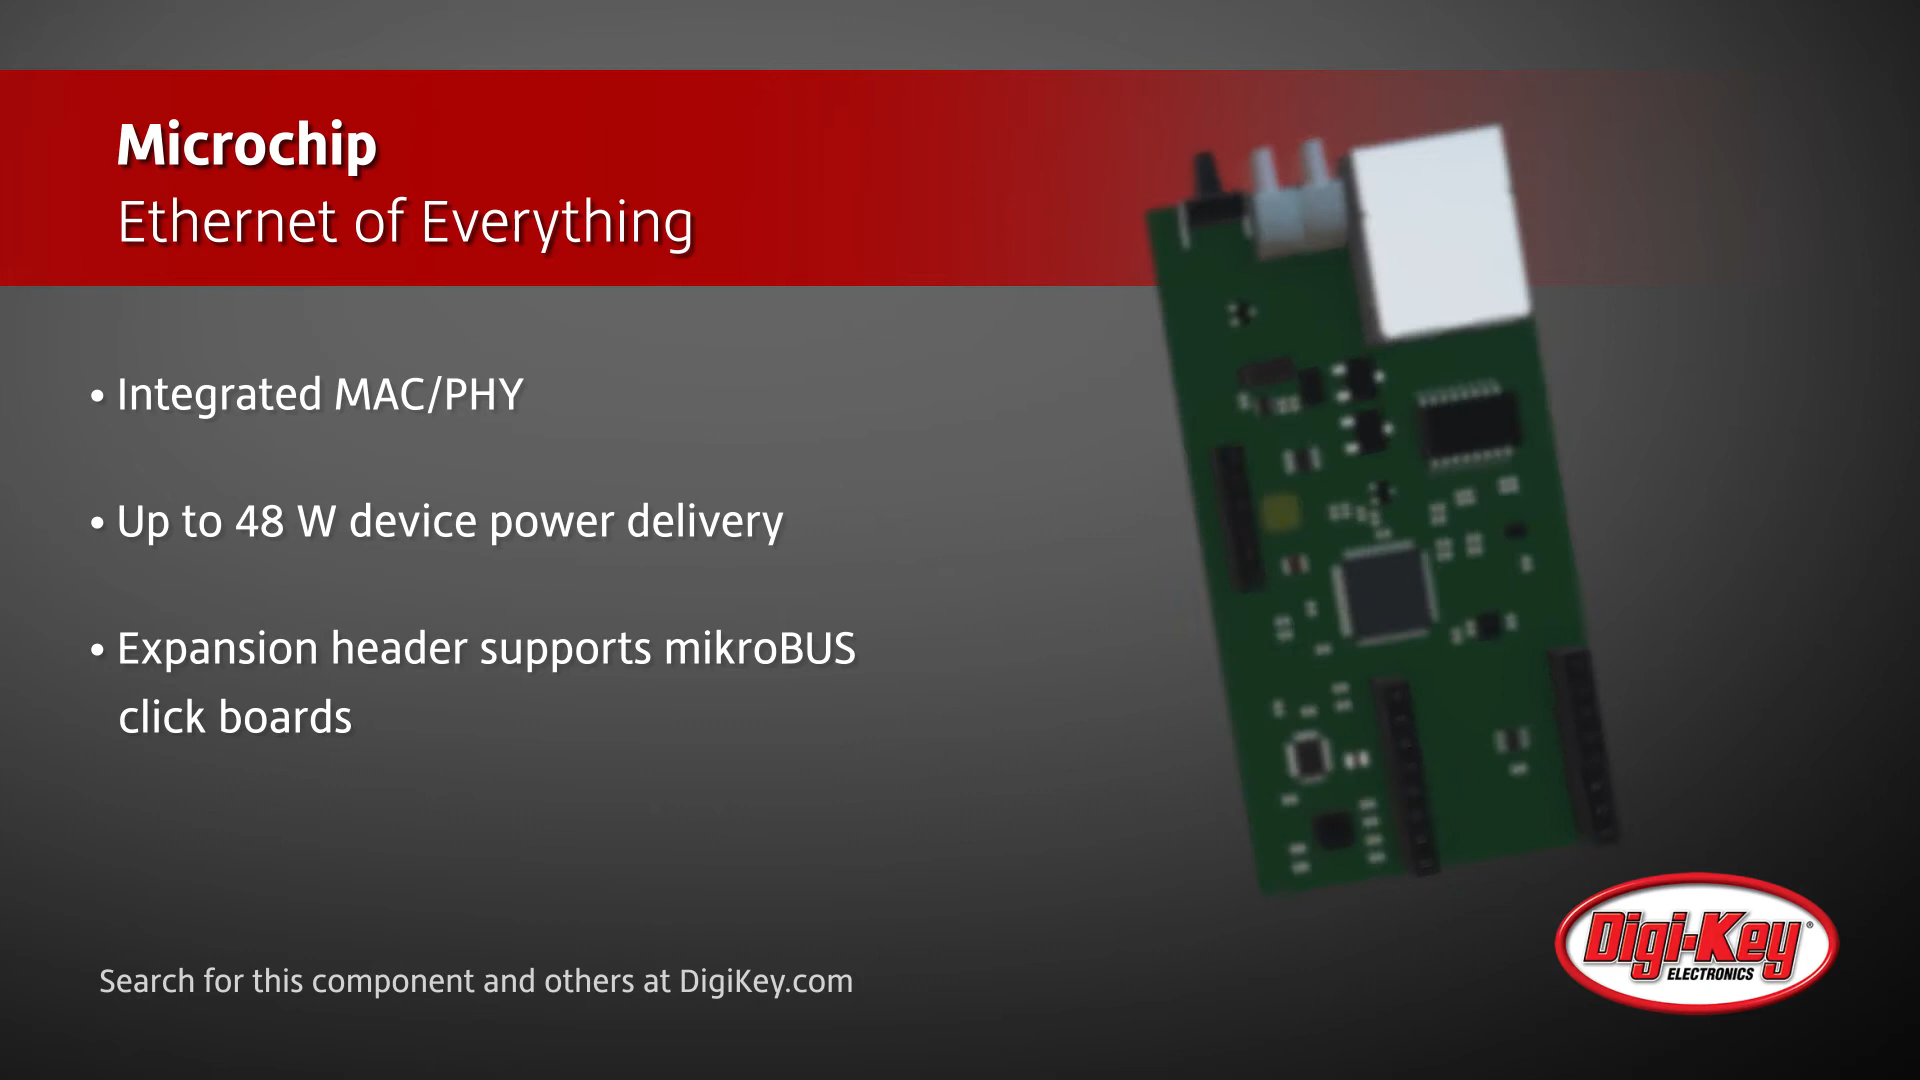 Microchip
Ethernet of Everything
• Integrated MAC/PHY
• Up to 48 W device power delivery
• Expansion header supports mikroBUS
click boards
Search for this component and others at DigiKey.com
Digi-Key®
ELECTRONICS